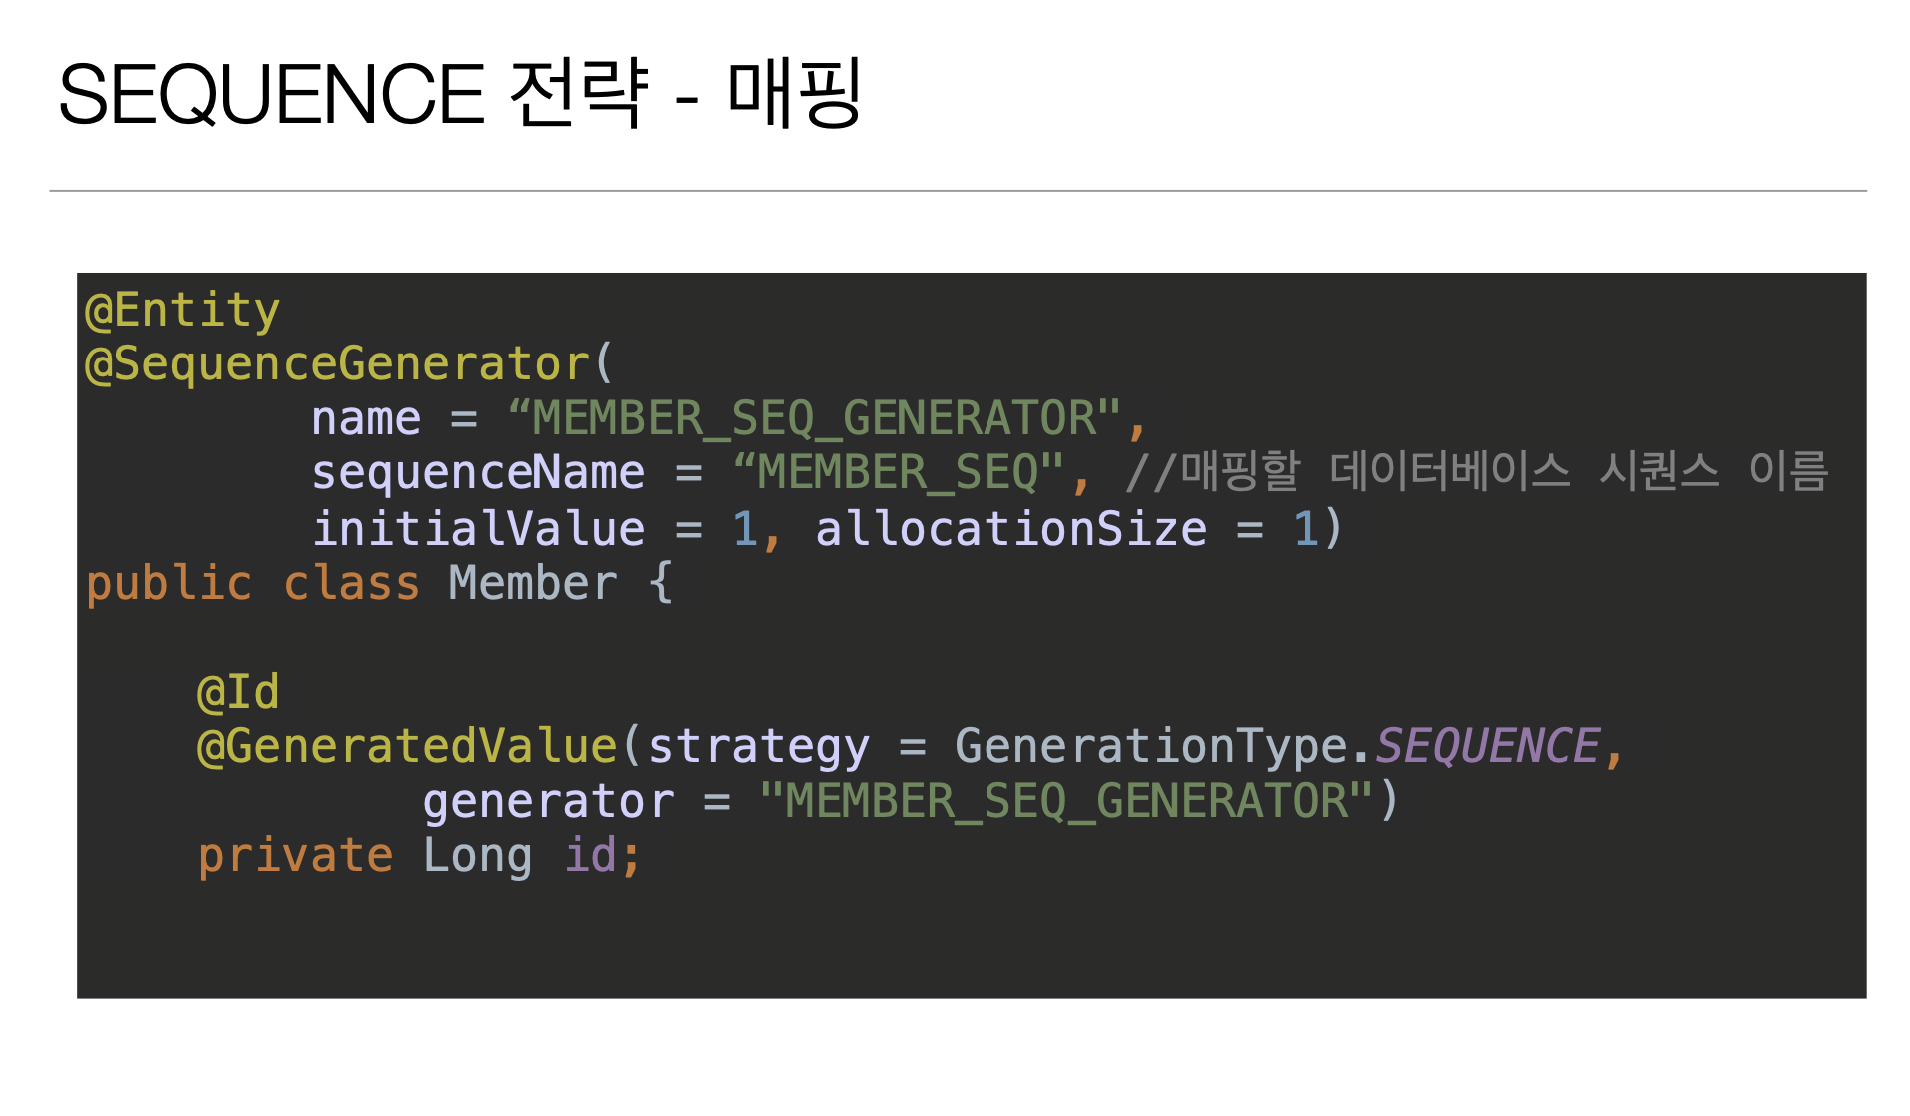 SEQUENCE 전략 - 매핑
@Entity
@SequenceGenerator(
name = “MEMBER_SEQ_GENERATOR",
sequenceName = “MEMBER_SEQ", //매핑할 데이터베이스 시퀀스 이름
initialValue = 1, allocationSize = 1)
public class Member {
@Id
@GeneratedValue(strategy = GenerationType.SEQUENCE,
generator = "MEMBER_SEQ_GENERATOR")
private Long id;